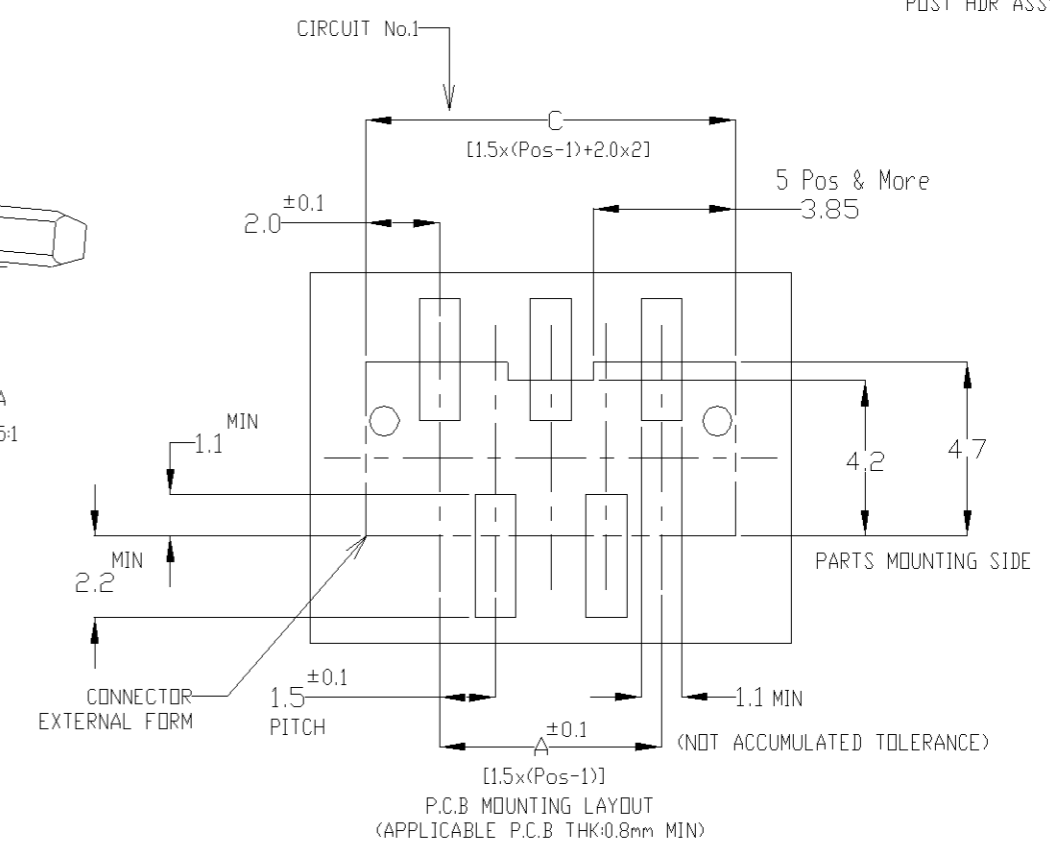 POST HDR ASS
CIRCUIT No.1
C
[1.5x(Pos-1)+2.0x2]
5 Pos & More
3.85
2.0±0.1
A
5:1
1.1 MIN
4.2
4.7
2.2 MIN
PARTS MOUNTING SIDE
CONNECTOR
EXTERNAL FORM
1.5±0.1
PITCH
1.1 MIN
A±0.1
(NOT ACCUMULATED TOLERANCE)
[1.5x(Pos-1)]
P.C.B MOUNTING LAYOUT
(APPLICABLE P.C.B THK:0.8mm MIN)